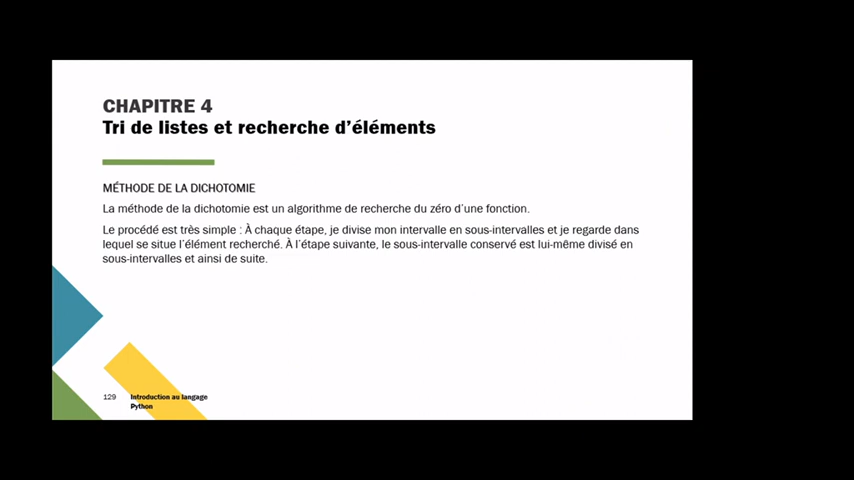 CHAPITRE 4
Tri de listes et recherche d'éléments
MÉTHODE DE LA DICHOTOMIE
La méthode de la dichotomie est un algorithme de recherche du zéro d'une fonction.
Le procédé est très simple : À chaque étape, je divise mon intervalle en sous-intervalles et je regarde dans
lequel se situe l'élément recherché. À l'étape suivante, le sous-intervalle conservé est lui-même divisé en
sous-intervalles et ainsi de suite.
129
Introduction au langage
Python